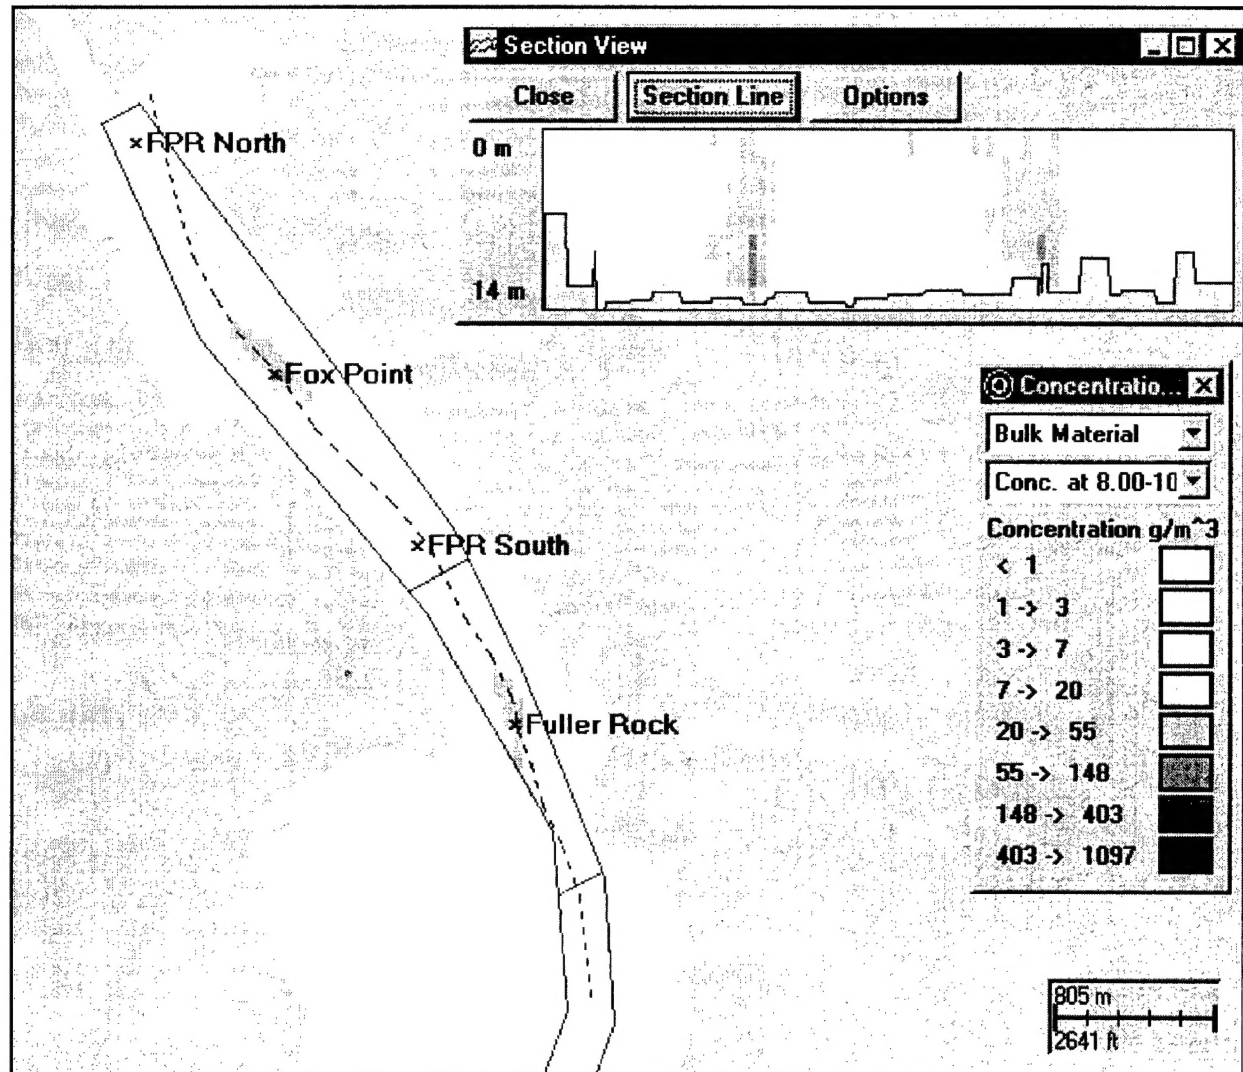 Section View
Close Section Line Options
0 m
14 m
FPR North
Fox Point
FPR South
Fuller Rock
Concentratio...
Bulk Material
Conc. at 8.00-10
Concentration g/m^3
< 1
1 -> 3
3 -> 7
7 -> 20
20 -> 55
55 -> 148
148 -> 403
403 -> 1097
805 m
2641 ft